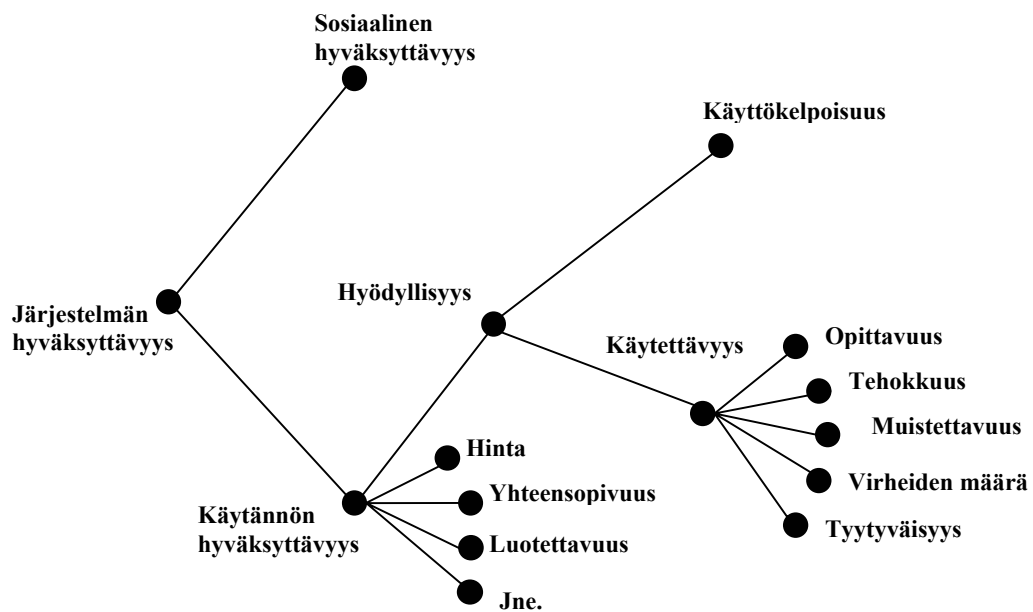 Sosiaalinen
hyväksyttävyys
Käyttökelpoisuus
Järjestelmän
hyväksyttävyys
Hyödyllisyys
Käytettävyys
Opittavuus
Tehokkuus
Muistettavuus
Virheiden määrä
Tyytyväisyys
Käytännön
hyväksyttävyys
Hinta
Yhteensopivuus
Luotettavuus
Jne.